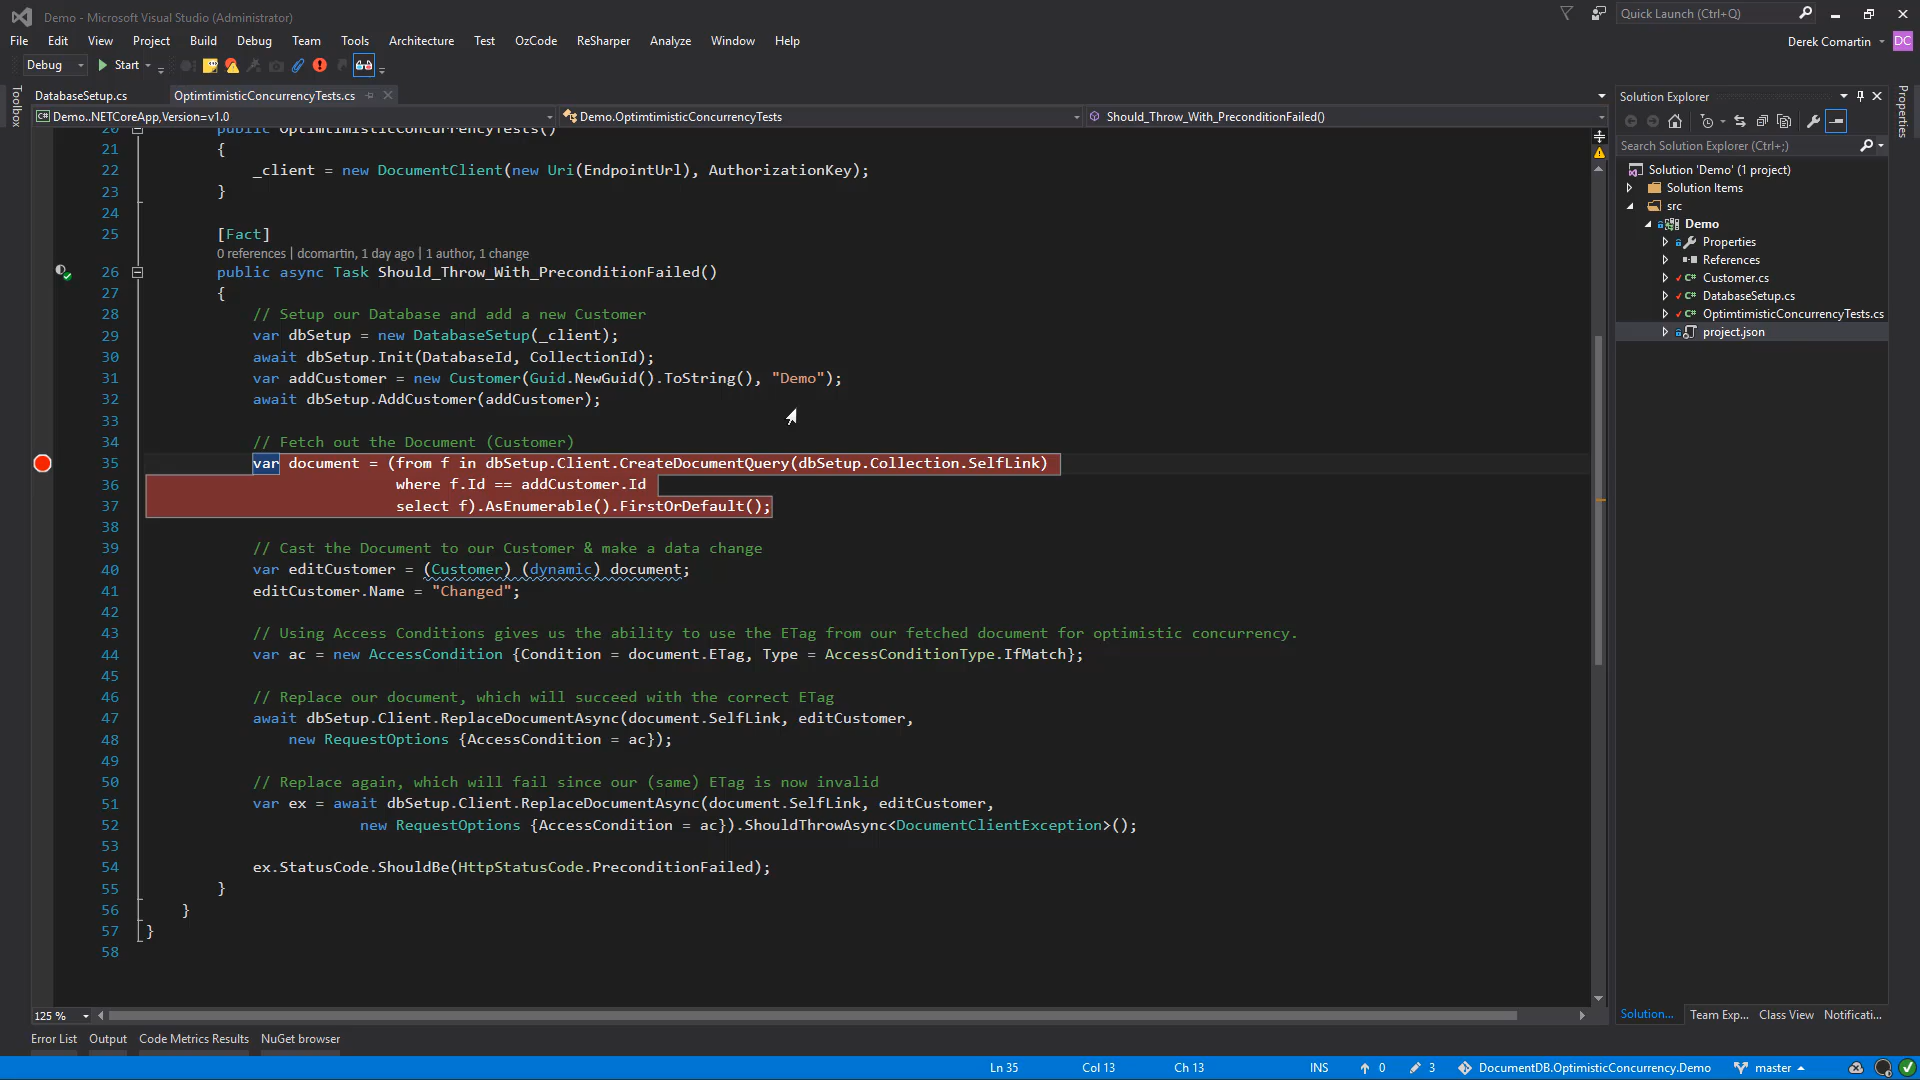 Demo - Microsoft Visual Studio (Administrator)
Quick Launch (Ctrl+Q)
File Edit View Project Build Debug Team Tools Architecture Test OzCode ReSharper Analyze Window Help
Derek Comartin DC
Debug Start
Toolbox
DatabaseSetup.cs OptimtimisticConcurrencyTests.cs
Demo..NETCoreApp,Version=v1.0 Demo.OptimtimisticConcurrencyTests Should_Throw_With_PreconditionFailed()
20 public OptimtimisticConcurrencyTests()
21 {
22 _client = new DocumentClient(new Uri(EndpointUrl), AuthorizationKey);
23 }
24
25 [Fact]
0 references | dcomartin, 1 day ago | 1 author, 1 change
26 public async Task Should_Throw_With_PreconditionFailed()
27 {
28 // Setup our Database and add a new Customer
29 var dbSetup = new DatabaseSetup(_client);
30 await dbSetup.Init(DatabaseId, CollectionId);
31 var addCustomer = new Customer(Guid.NewGuid().ToString(), "Demo");
32 await dbSetup.AddCustomer(addCustomer);
33
34 // Fetch out the Document (Customer)
35 var document = (from f in dbSetup.Client.CreateDocumentQuery(dbSetup.Collection.SelfLink)
36 where f.Id == addCustomer.Id
37 select f).AsEnumerable().FirstOrDefault();
38
39 // Cast the Document to our Customer & make a data change
40 var editCustomer = (Customer) (dynamic) document;
41 editCustomer.Name = "Changed";
42
43 // Using Access Conditions gives us the ability to use the ETag from our fetched document for optimistic concurrency.
44 var ac = new AccessCondition {Condition = document.ETag, Type = AccessConditionType.IfMatch};
45
46 // Replace our document, which will succeed with the correct ETag
47 await dbSetup.Client.ReplaceDocumentAsync(document.SelfLink, editCustomer,
48 new RequestOptions {AccessCondition = ac});
49
50 // Replace again, which will fail since our (same) ETag is now invalid
51 var ex = await dbSetup.Client.ReplaceDocumentAsync(document.SelfLink, editCustomer,
52 new RequestOptions {AccessCondition = ac}).ShouldThrowAsync<DocumentClientException>();
53
54 ex.StatusCode.ShouldBe(HttpStatusCode.PreconditionFailed);
55 }
56 }
57 }
58
125 %
Solution Explorer
Search Solution Explorer (Ctrl+;)
Solution 'Demo' (1 project)
Solution Items
src
Demo
Properties
References
C# Customer.cs
C# DatabaseSetup.cs
C# OptimtimisticConcurrencyTests.cs
project.json
Solution... Team Exp... Class View Notificati...
Properties
Error List Output Code Metrics Results NuGet browser
Ln 35 Col 13 Ch 13 INS 0 3 DocumentDB.OptimisticConcurrency.Demo master